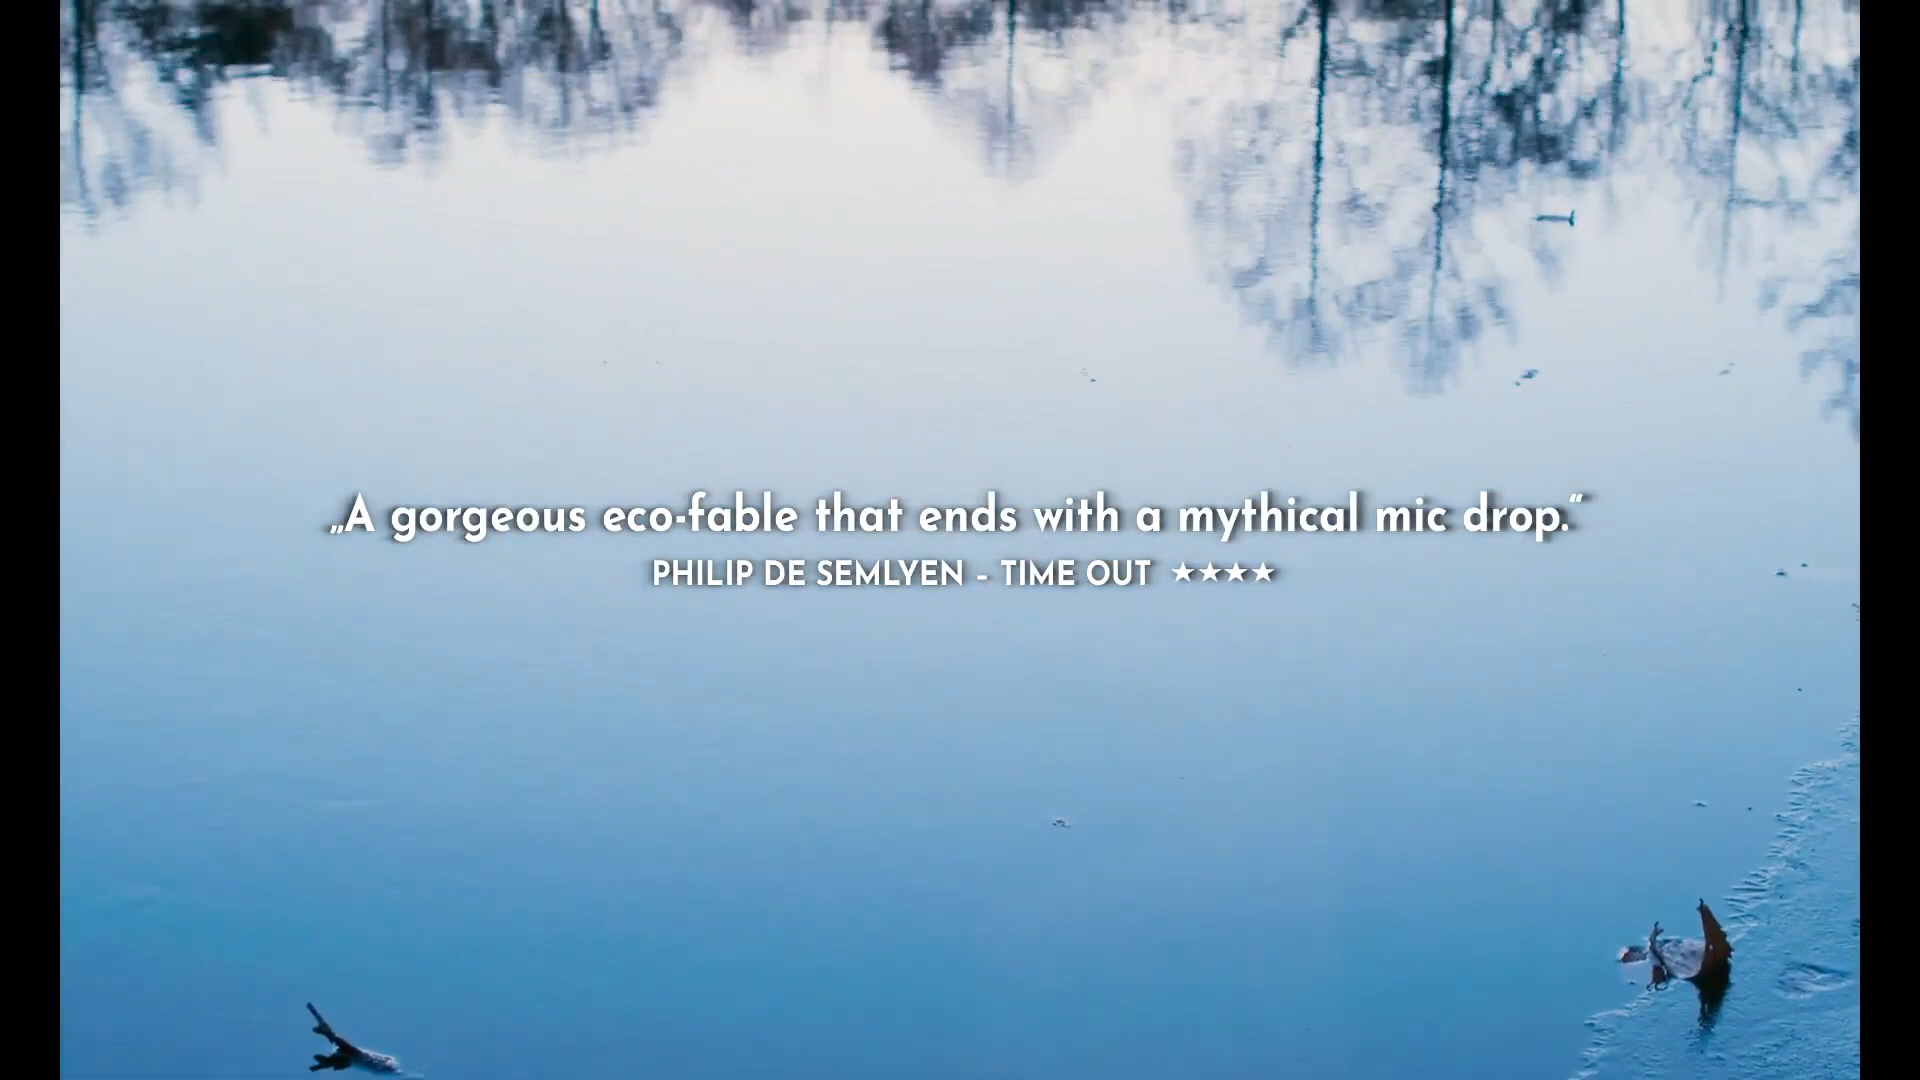 „A gorgeous eco-fable that ends with a mythical mic drop.“
PHILIP DE SEMLYEN – TIME OUT ★★★★